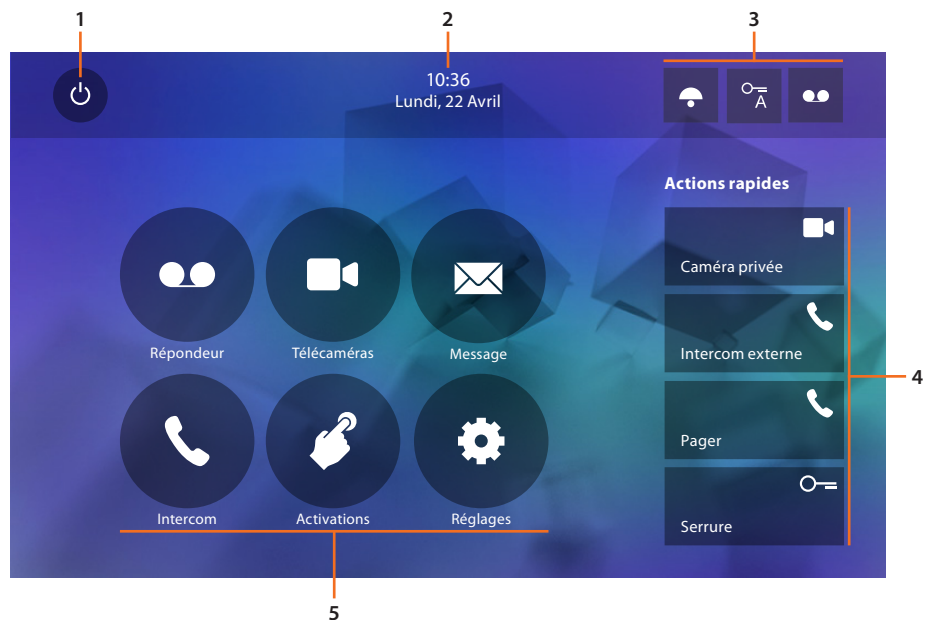 1
2
3
10:36
Lundi, 22 Avril
A
Actions rapides
Caméra privée
Intercom externe
Pager
Serrure
4
Répondeur
Télécaméras
Message
Intercom
Activations
Réglages
5